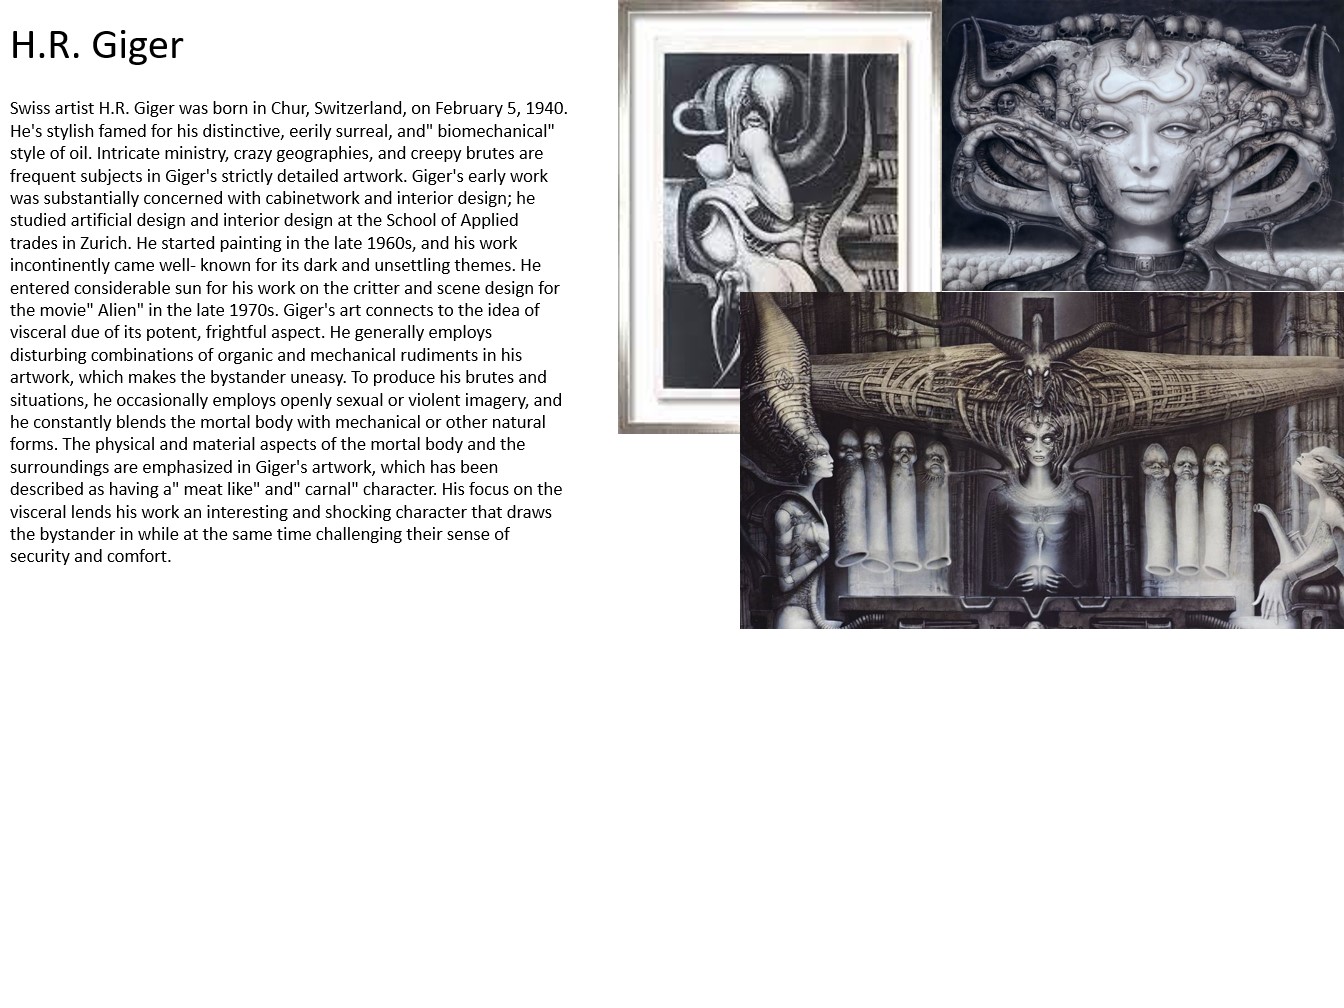 H.R. Giger
Swiss artist H.R. Giger was born in Chur, Switzerland, on February 5, 1940.
He's stylish famed for his distinctive, eerily surreal, and" biomechanical"
style of oil. Intricate ministry, crazy geographies, and creepy brutes are
frequent subjects in Giger's strictly detailed artwork. Giger's early work
was substantially concerned with cabinetwork and interior design; he
studied artificial design and interior design at the School of Applied
trades in Zurich. He started painting in the late 1960s, and his work
incontinently came well- known for its dark and unsettling themes. He
entered considerable sun for his work on the critter and scene design for
the movie" Alien" in the late 1970s. Giger's art connects to the idea of
visceral due of its potent, frightful aspect. He generally employs
disturbing combinations of organic and mechanical rudiments in his
artwork, which makes the bystander uneasy. To produce his brutes and
situations, he occasionally employs openly sexual or violent imagery, and
he constantly blends the mortal body with mechanical or other natural
forms. The physical and material aspects of the mortal body and the
surroundings are emphasized in Giger's artwork, which has been
described as having a" meat like" and" carnal" character. His focus on the
visceral lends his work an interesting and shocking character that draws
the bystander in while at the same time challenging their sense of
security and comfort.